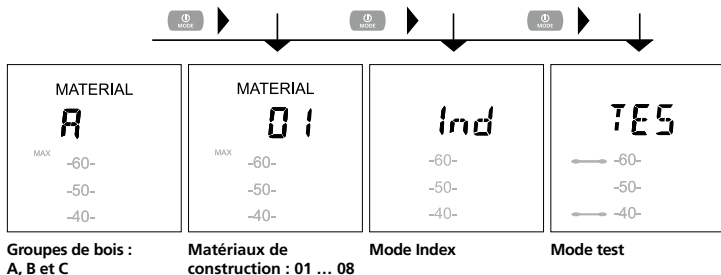 MODE MODE MODE
MATERIAL MATERIAL
A 01 Ind TES
MAX -60- MAX -60- -60- -60-
-50- -50- -50- -50-
-40- -40- -40- -40-
Groupes de bois : Matériaux de Mode Index Mode test
A, B et C construction : 01 … 08